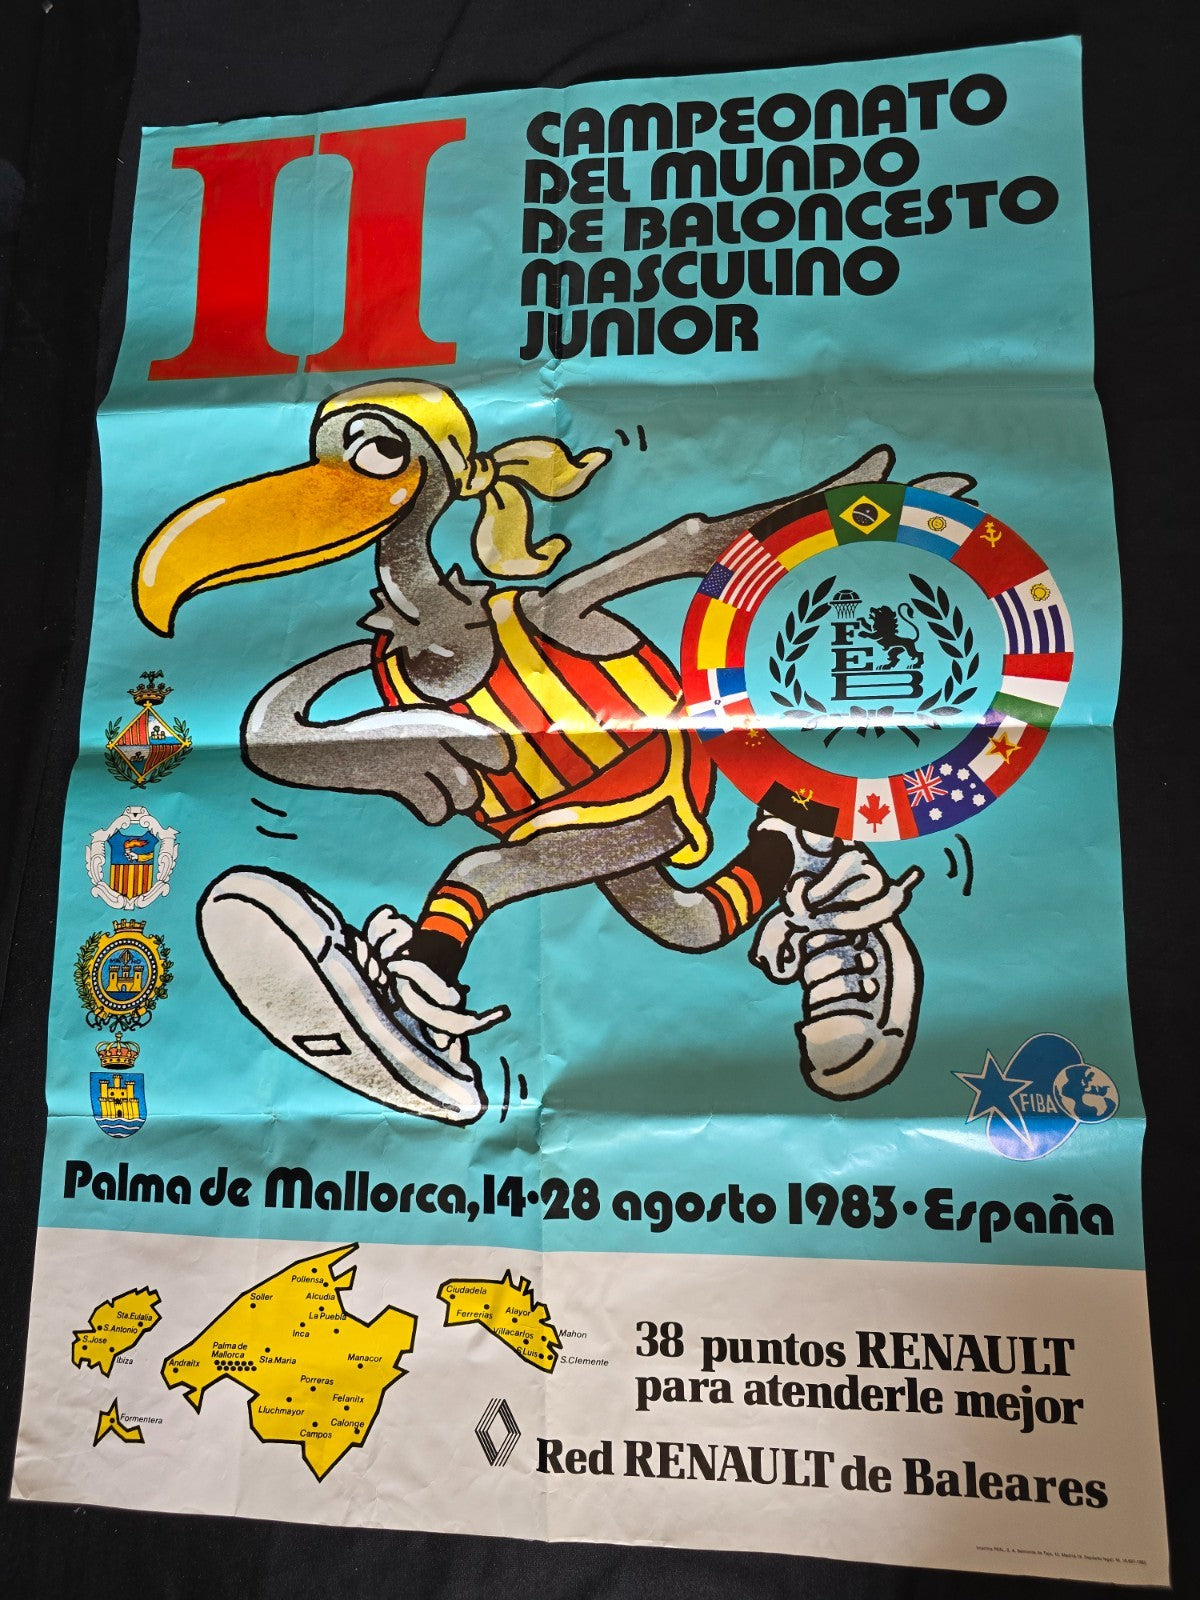 II
CAMPEONATO
DEL MUNDO
DE BALONCESTO
MASCULINO
JUNIOR
FEB
FIBA
Palma de Mallorca, 14·28 agosto 1983·España
Pollensa
Alcudia
Soller
La Puebla
Inca
Palma de
Mallorca
Sta.Maria
Andraitx
Manacor
Porreras
Felanitx
Lluchmayor
Calonge
Campos
Sta.Eulalia
S.Antonio
S.Jose
Ibiza
Formentera
Ciudadela
Ferrerias
Alayor
Villacarlos
Mahon
S.Luis
S.Clemente
38 puntos RENAULT
para atenderle mejor
Red RENAULT de Baleares